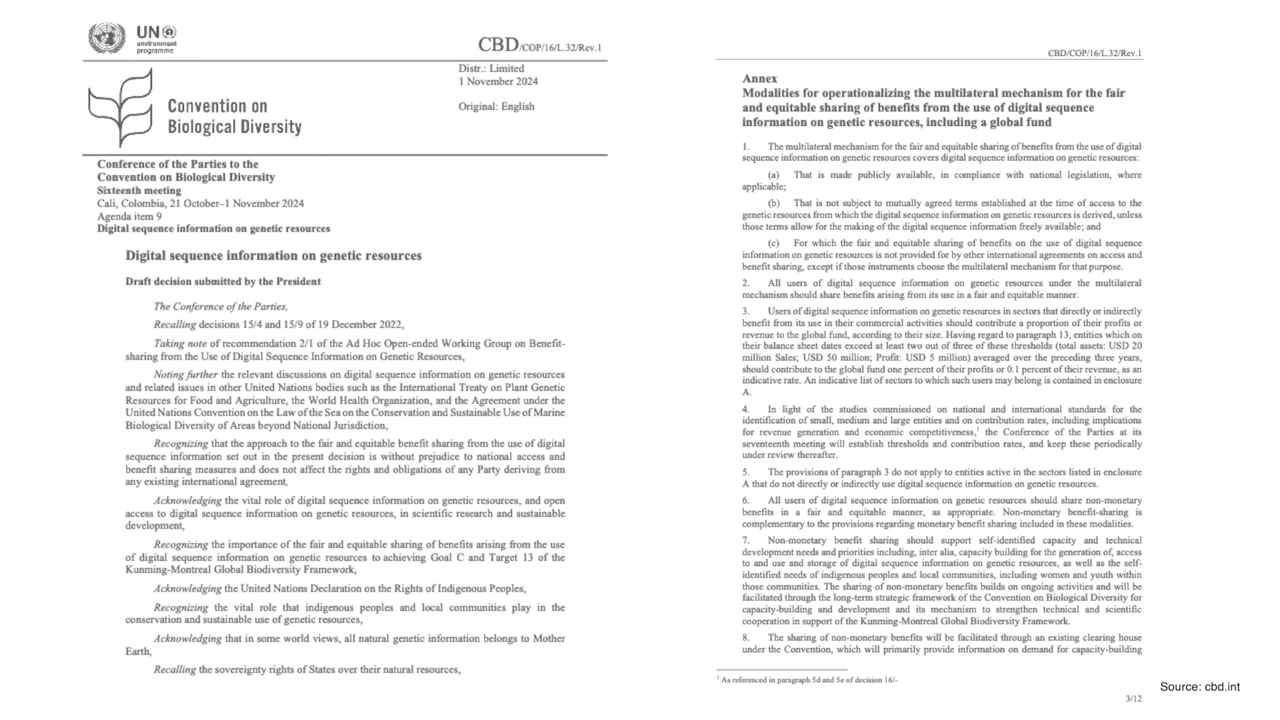 UN
environment
programme
CBD/COP/16/L.32/Rev.1
Distr.: Limited
1 November 2024
Original: English
Convention on
Biological Diversity
Conference of the Parties to the
Convention on Biological Diversity
Sixteenth meeting
Cali, Colombia, 21 October–1 November 2024
Agenda item 9
Digital sequence information on genetic resources
Digital sequence information on genetic resources
Draft decision submitted by the President
The Conference of the Parties,
Recalling decisions 15/4 and 15/9 of 19 December 2022,
Taking note of recommendation 2/1 of the Ad Hoc Open-ended Working Group on Benefit-
sharing from the Use of Digital Sequence Information on Genetic Resources,
Noting further the relevant discussions on digital sequence information on genetic resources
and related issues in other United Nations bodies such as the International Treaty on Plant Genetic
Resources for Food and Agriculture, the World Health Organization, and the Agreement under the
United Nations Convention on the Law of the Sea on the Conservation and Sustainable Use of Marine
Biological Diversity of Areas beyond National Jurisdiction,
Recognizing that the approach to the fair and equitable benefit sharing from the use of digital
sequence information set out in the present decision is without prejudice to national access and
benefit sharing measures and does not affect the rights and obligations of any Party deriving from
any existing international agreement,
Acknowledging the vital role of digital sequence information on genetic resources, and open
access to digital sequence information on genetic resources, in scientific research and sustainable
development,
Recognizing the importance of the fair and equitable sharing of benefits arising from the use
of digital sequence information on genetic resources to achieving Goal C and Target 13 of the
Kunming-Montreal Global Biodiversity Framework,
Acknowledging the United Nations Declaration on the Rights of Indigenous Peoples,
Recognizing the vital role that indigenous peoples and local communities play in the
conservation and sustainable use of genetic resources,
Acknowledging that in some world views, all natural genetic information belongs to Mother
Earth,
Recalling the sovereignty rights of States over their natural resources,
CBD/COP/16/L.32/Rev.1
Annex
Modalities for operationalizing the multilateral mechanism for the fair
and equitable sharing of benefits from the use of digital sequence
information on genetic resources, including a global fund
1. The multilateral mechanism for the fair and equitable sharing of benefits from the use of digital
sequence information on genetic resources covers digital sequence information on genetic resources:
(a) That is made publicly available, in compliance with national legislation, where
applicable;
(b) That is not subject to mutually agreed terms established at the time of access to the
genetic resources from which the digital sequence information on genetic resources is derived, unless
those terms allow for the making of the digital sequence information freely available; and
(c) For which the fair and equitable sharing of benefits on the use of digital sequence
information on genetic resources is not provided for by other international agreements on access and
benefit sharing, except if those instruments choose the multilateral mechanism for that purpose.
2. All users of digital sequence information on genetic resources under the multilateral
mechanism should share benefits arising from its use in a fair and equitable manner.
3. Users of digital sequence information on genetic resources in sectors that directly or indirectly
benefit from its use in their commercial activities should contribute a proportion of their profits or
revenue to the global fund, according to their size. Having regard to paragraph 13, entities which on
their balance sheet dates exceed at least two out of three of these thresholds (total assets: USD 20
million Sales; USD 50 million; Profit: USD 5 million) averaged over the preceding three years,
should contribute to the global fund one percent of their profits or 0.1 percent of their revenue, as an
indicative rate. An indicative list of sectors to which such users may belong is contained in enclosure
A.
4. In light of the studies commissioned on national and international standards for the
identification of small, medium and large entities and on contribution rates, including implications
for revenue generation and economic competitiveness,1 the Conference of the Parties at its
seventeenth meeting will establish thresholds and contribution rates, and keep these periodically
under review thereafter.
5. The provisions of paragraph 3 do not apply to entities active in the sectors listed in enclosure
A that do not directly or indirectly use digital sequence information on genetic resources.
6. All users of digital sequence information on genetic resources should share non-monetary
benefits in a fair and equitable manner, as appropriate. Non-monetary benefit-sharing is
complementary to the provisions regarding monetary benefit sharing included in these modalities.
7. Non-monetary benefit sharing should support self-identified capacity and technical
development needs and priorities including, inter alia, capacity building for the generation of, access
to and use and storage of digital sequence information on genetic resources, as well as the self-
identified needs of indigenous peoples and local communities, including women and youth within
those communities. The sharing of non-monetary benefits builds on ongoing activities and will be
facilitated through the long-term strategic framework of the Convention on Biological Diversity for
capacity-building and development and its mechanism to strengthen technical and scientific
cooperation in support of the Kunming-Montreal Global Biodiversity Framework.
8. The sharing of non-monetary benefits will be facilitated through an existing clearing house
under the Convention, which will primarily provide information on demand for capacity-building
1 As referenced in paragraph 5d and 5e of decision 16/-
3/12
Source: cbd.int